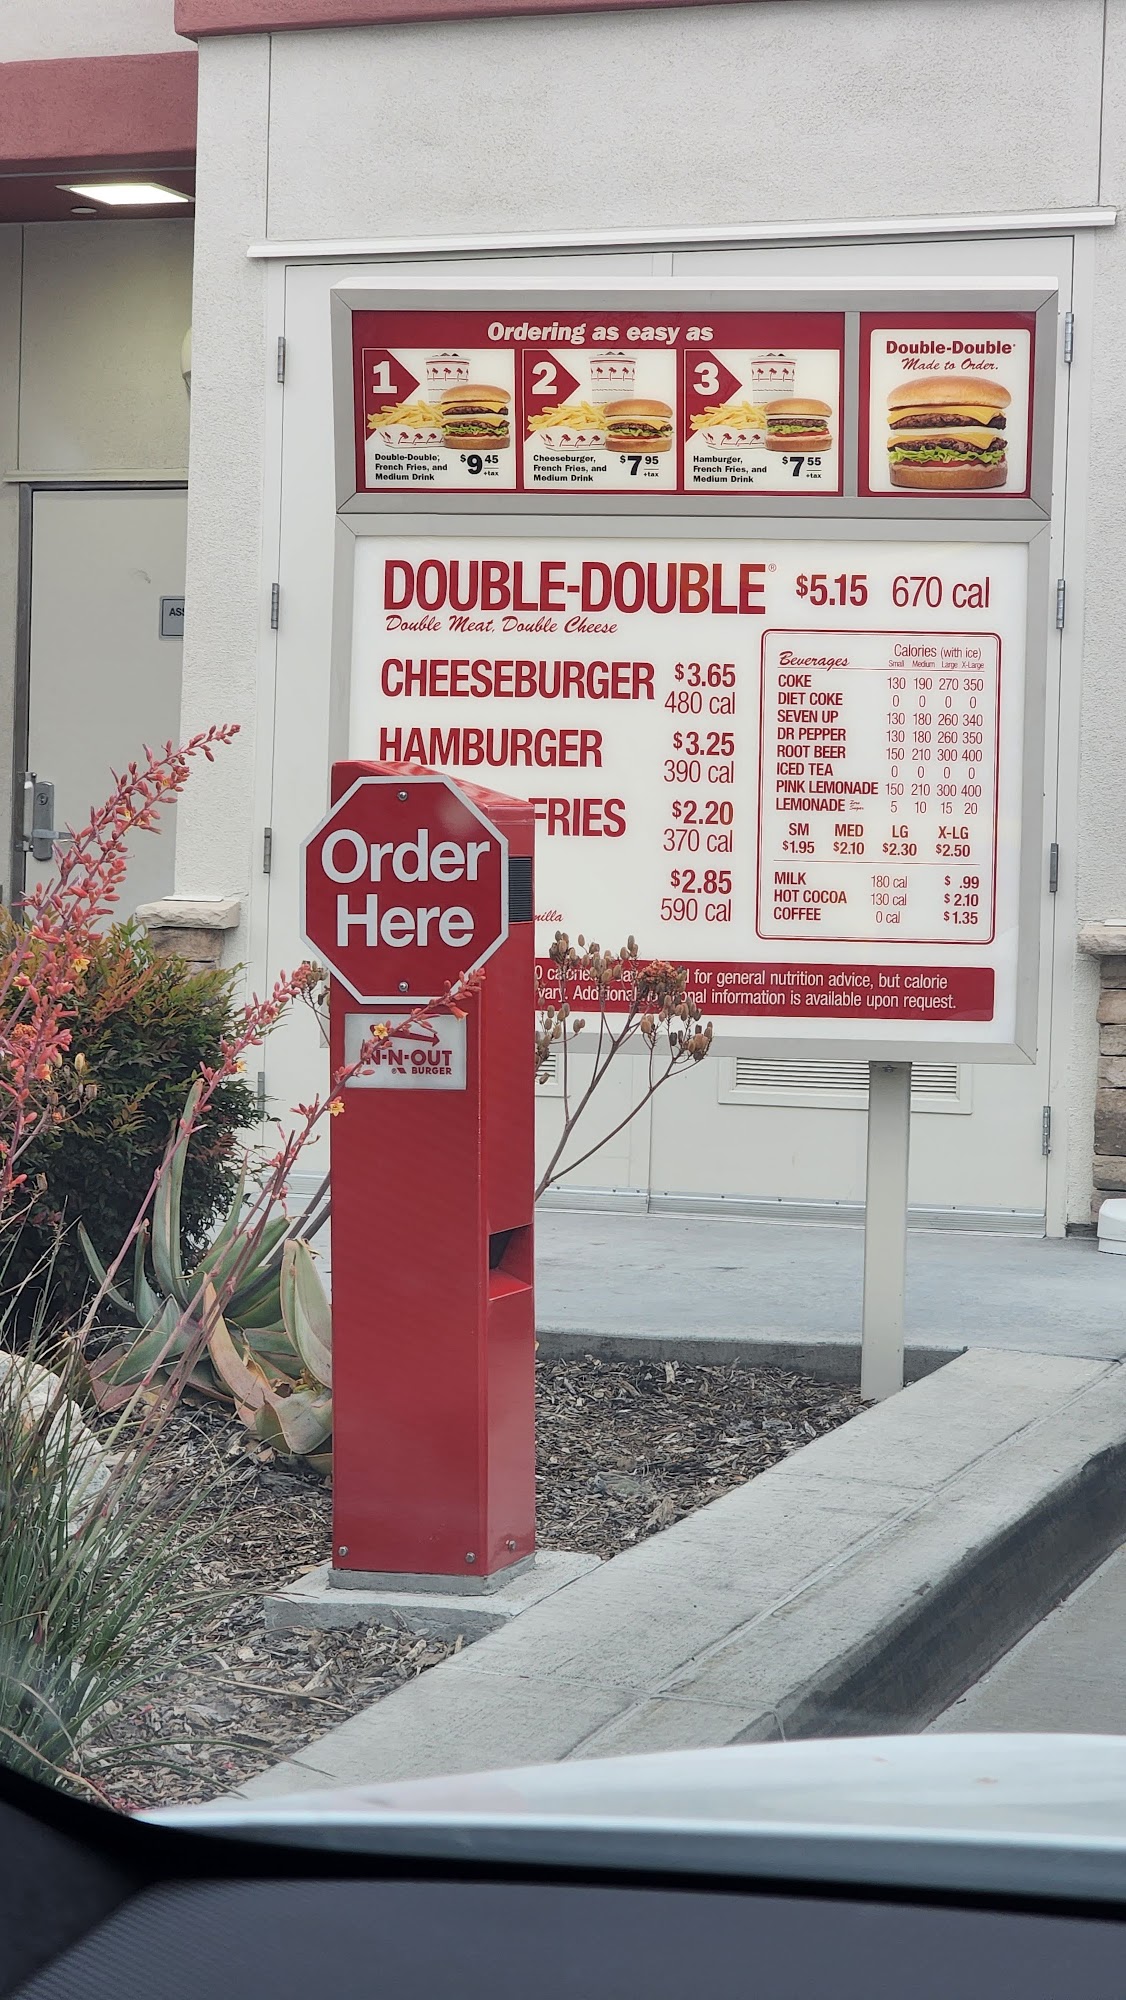 Ordering as easy as
1
Double-Double,
French Fries, and
Medium Drink
$9 45
+tax
2
Cheeseburger,
French Fries, and
Medium Drink
$7 95
+tax
3
Hamburger,
French Fries, and
Medium Drink
$7 55
+tax
Double-Double®
Made to Order.
DOUBLE-DOUBLE® $5.15 670 cal
Double Meat, Double Cheese
CHEESEBURGER $3.65
480 cal
HAMBURGER $3.25
390 cal
FRIES $2.20
370 cal
$2.85
590 cal
Beverages Calories (with ice)
Small Medium Large X-Large
COKE 130 190 270 350
DIET COKE 0 0 0 0
SEVEN UP 130 180 260 340
DR PEPPER 130 180 260 350
ROOT BEER 150 210 300 400
ICED TEA 0 0 0 0
PINK LEMONADE 150 210 300 400
LEMONADE 5 10 15 20
SM MED LG X-LG
$1.95 $2.10 $2.30 $2.50
MILK 180 cal $ .99
HOT COCOA 130 cal $ 2.10
COFFEE 0 cal $ 1.35
for general nutrition advice, but calorie
vary. Additional information is available upon request.
Order
Here
IN-N-OUT
BURGER
ASS